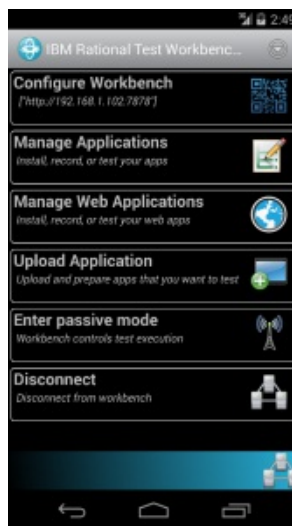 2:49
IBM Rational Test Workbenc...
Configure Workbench
["http://192.168.1.102:7878"]
Manage Applications
Install, record, or test your apps
Manage Web Applications
Install, record, or test your web apps
Upload Application
Upload and prepare apps that you want to test
Enter passive mode
Workbench controls test execution
Disconnect
Disconnect from workbench